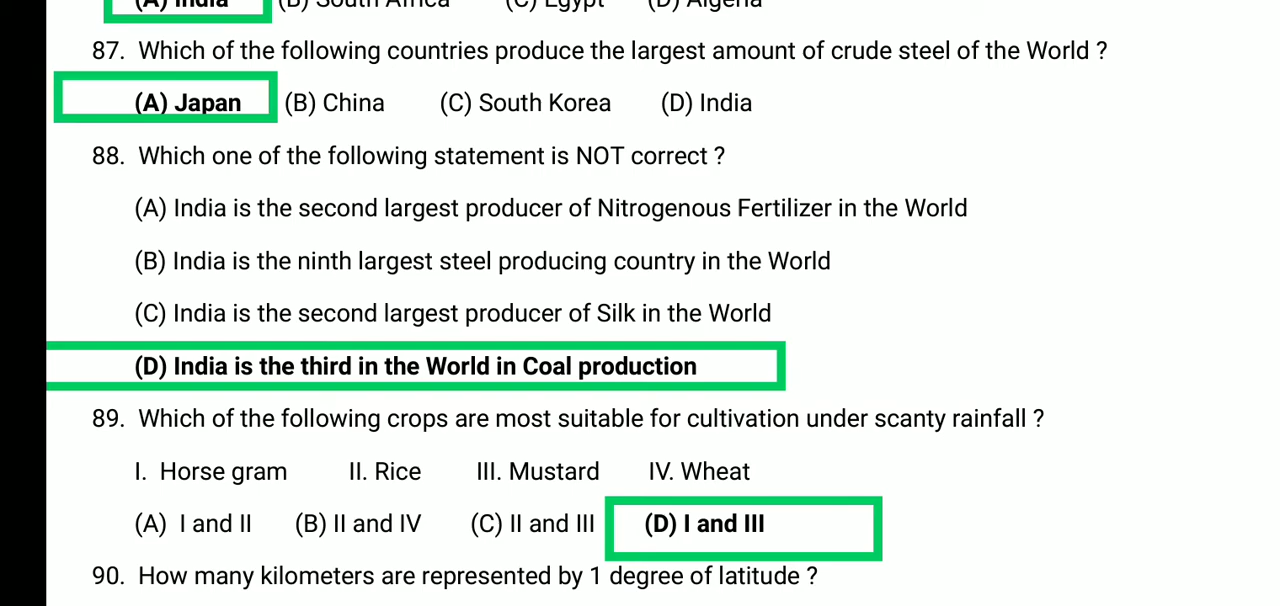 (A) India (B) South Africa (C) Egypt (D) Algeria
87. Which of the following countries produce the largest amount of crude steel of the World ?
(A) Japan (B) China (C) South Korea (D) India
88. Which one of the following statement is NOT correct ?
(A) India is the second largest producer of Nitrogenous Fertilizer in the World
(B) India is the ninth largest steel producing country in the World
(C) India is the second largest producer of Silk in the World
(D) India is the third in the World in Coal production
89. Which of the following crops are most suitable for cultivation under scanty rainfall ?
I. Horse gram II. Rice III. Mustard IV. Wheat
(A) I and II (B) II and IV (C) II and III (D) I and III
90. How many kilometers are represented by 1 degree of latitude ?